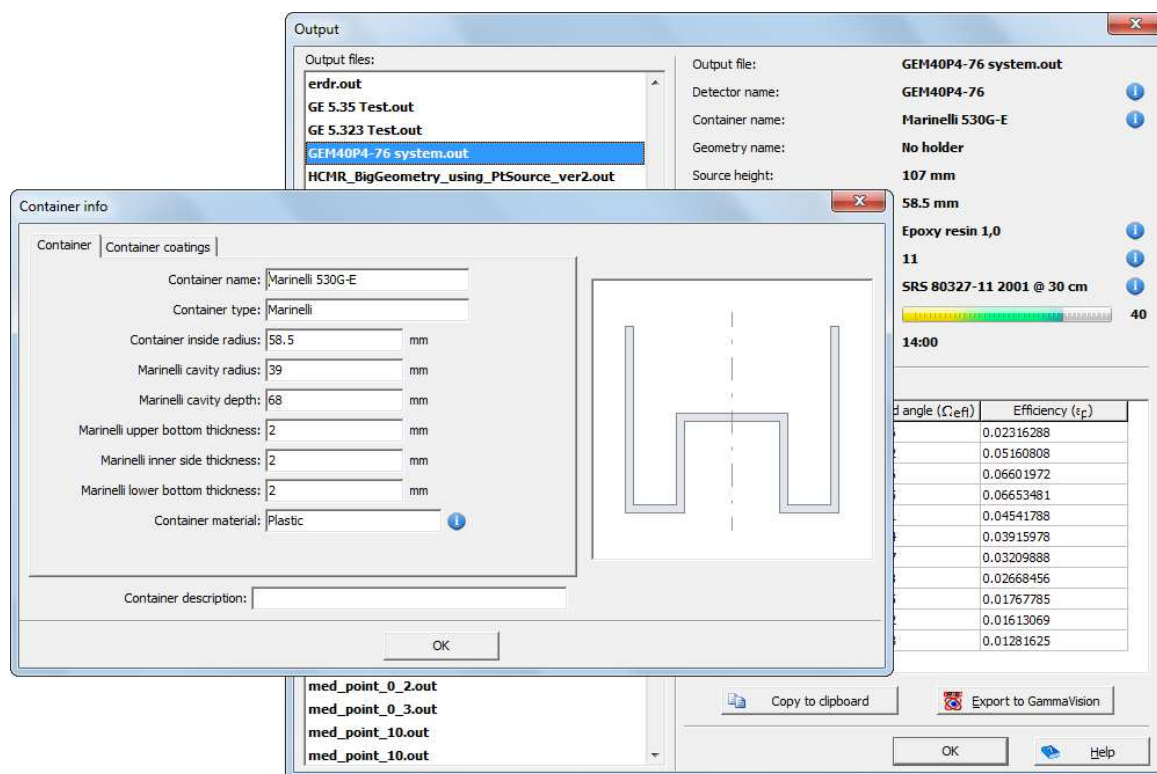 Output
Output files:
erdr.out
GE 5.35 Test.out
GE 5.323 Test.out
GEM40P4-76 system.out
HCMR_BigGeometry_using_PtSource_ver2.out
Output file: GEM40P4-76 system.out
Detector name: GEM40P4-76
Container name: Marinelli 530G-E
Geometry name: No holder
Source height: 107 mm
58.5 mm
Epoxy resin 1,0
11
SRS 80327-11 2001 @ 30 cm
40
14:00
Container info
Container
Container coatings
Container name: Marinelli 530G-E
Container type: Marinelli
Container inside radius: 58.5 mm
Marinelli cavity radius: 39 mm
Marinelli cavity depth: 68 mm
Marinelli upper bottom thickness: 2 mm
Marinelli inner side thickness: 2 mm
Marinelli lower bottom thickness: 2 mm
Container material: Plastic
Container description:
OK
angle (Ωeff) Efficiency (εp)
0.02316288
0.05160808
0.06601972
0.06653481
0.04541788
0.03915978
0.03209888
0.02668456
0.01767785
0.01613069
0.01281625
med_point_0_2.out
med_point_0_3.out
med_point_10.out
med_point_10.out
Copy to clipboard
Export to GammaVision
OK
Help